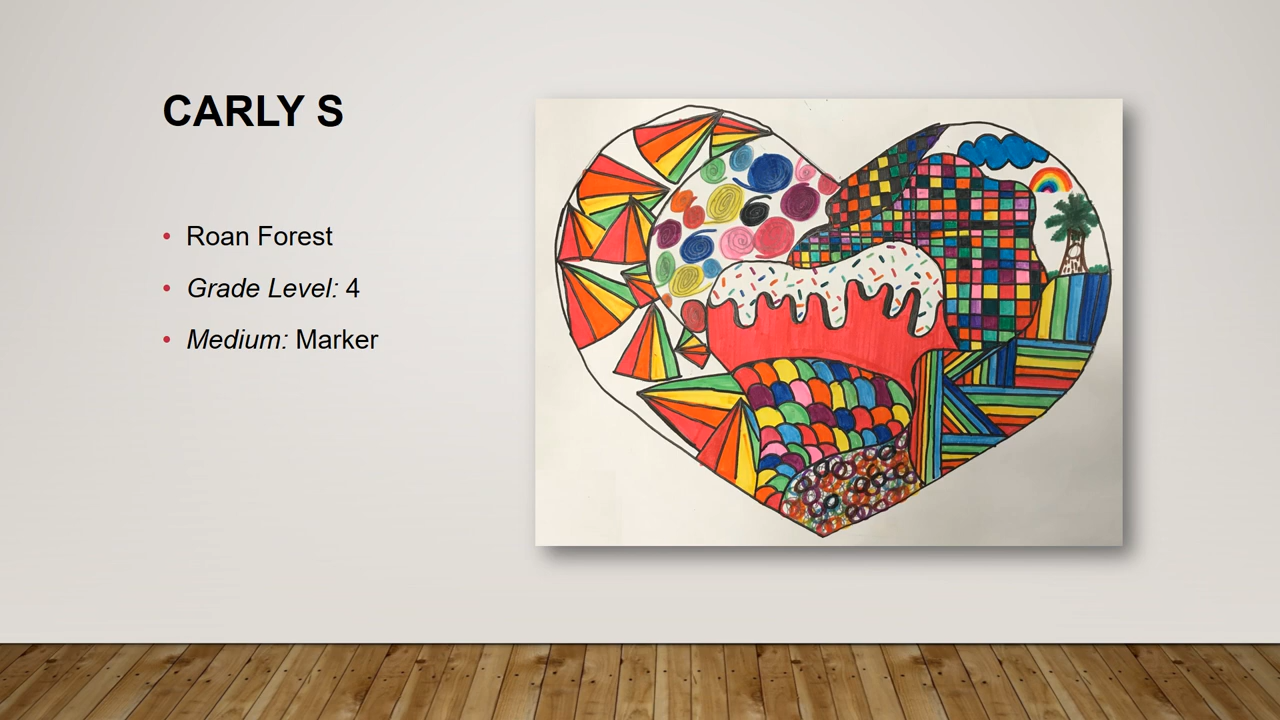 CARLY S
• Roan Forest
• Grade Level: 4
• Medium: Marker